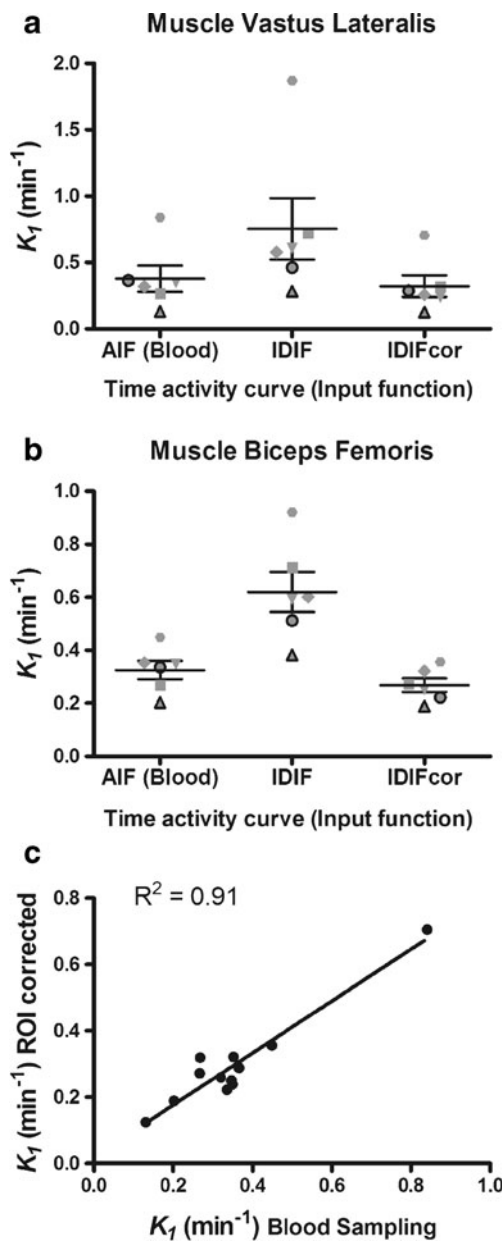 a Muscle Vastus Lateralis
K₁ (min⁻¹)
2.0
1.5
1.0
0.5
0.0
AIF (Blood) IDIF IDIFcor
Time activity curve (Input function)
b Muscle Biceps Femoris
K₁ (min⁻¹)
1.0
0.8
0.6
0.4
0.2
0.0
AIF (Blood) IDIF IDIFcor
Time activity curve (Input function)
c
R² = 0.91
K₁ (min⁻¹) ROI corrected
0.8
0.6
0.4
0.2
0.0
0.0 0.2 0.4 0.6 0.8 1.0
K₁ (min⁻¹) Blood Sampling